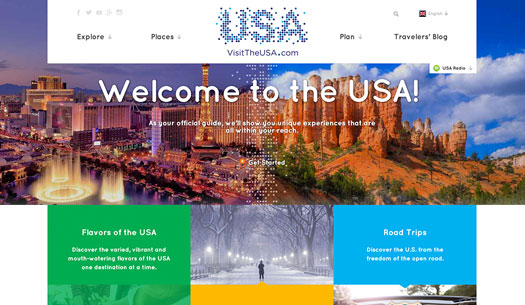 USA
VisitTheUSA.com
English
Explore
Places
Plan
Travelers' Blog
USA Radio
Welcome to the USA!
As your official guide, we'll show you unique experiences that are
all within your reach.
Get Started
Flavors of the USA
Discover the varied, vibrant and
mouth-watering flavors of the USA
one destination at a time.
Road Trips
Discover the U.S. from the
freedom of the open road.